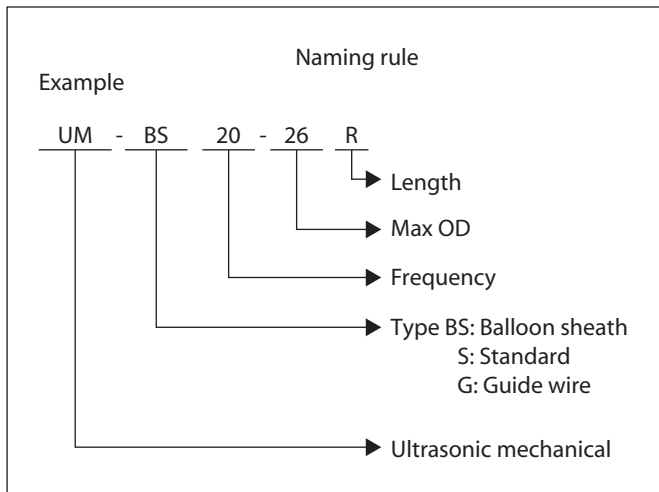 Naming rule
Example
UM - BS 20 - 26 R
Length
Max OD
Frequency
Type BS: Balloon sheath
S: Standard
G: Guide wire
Ultrasonic mechanical